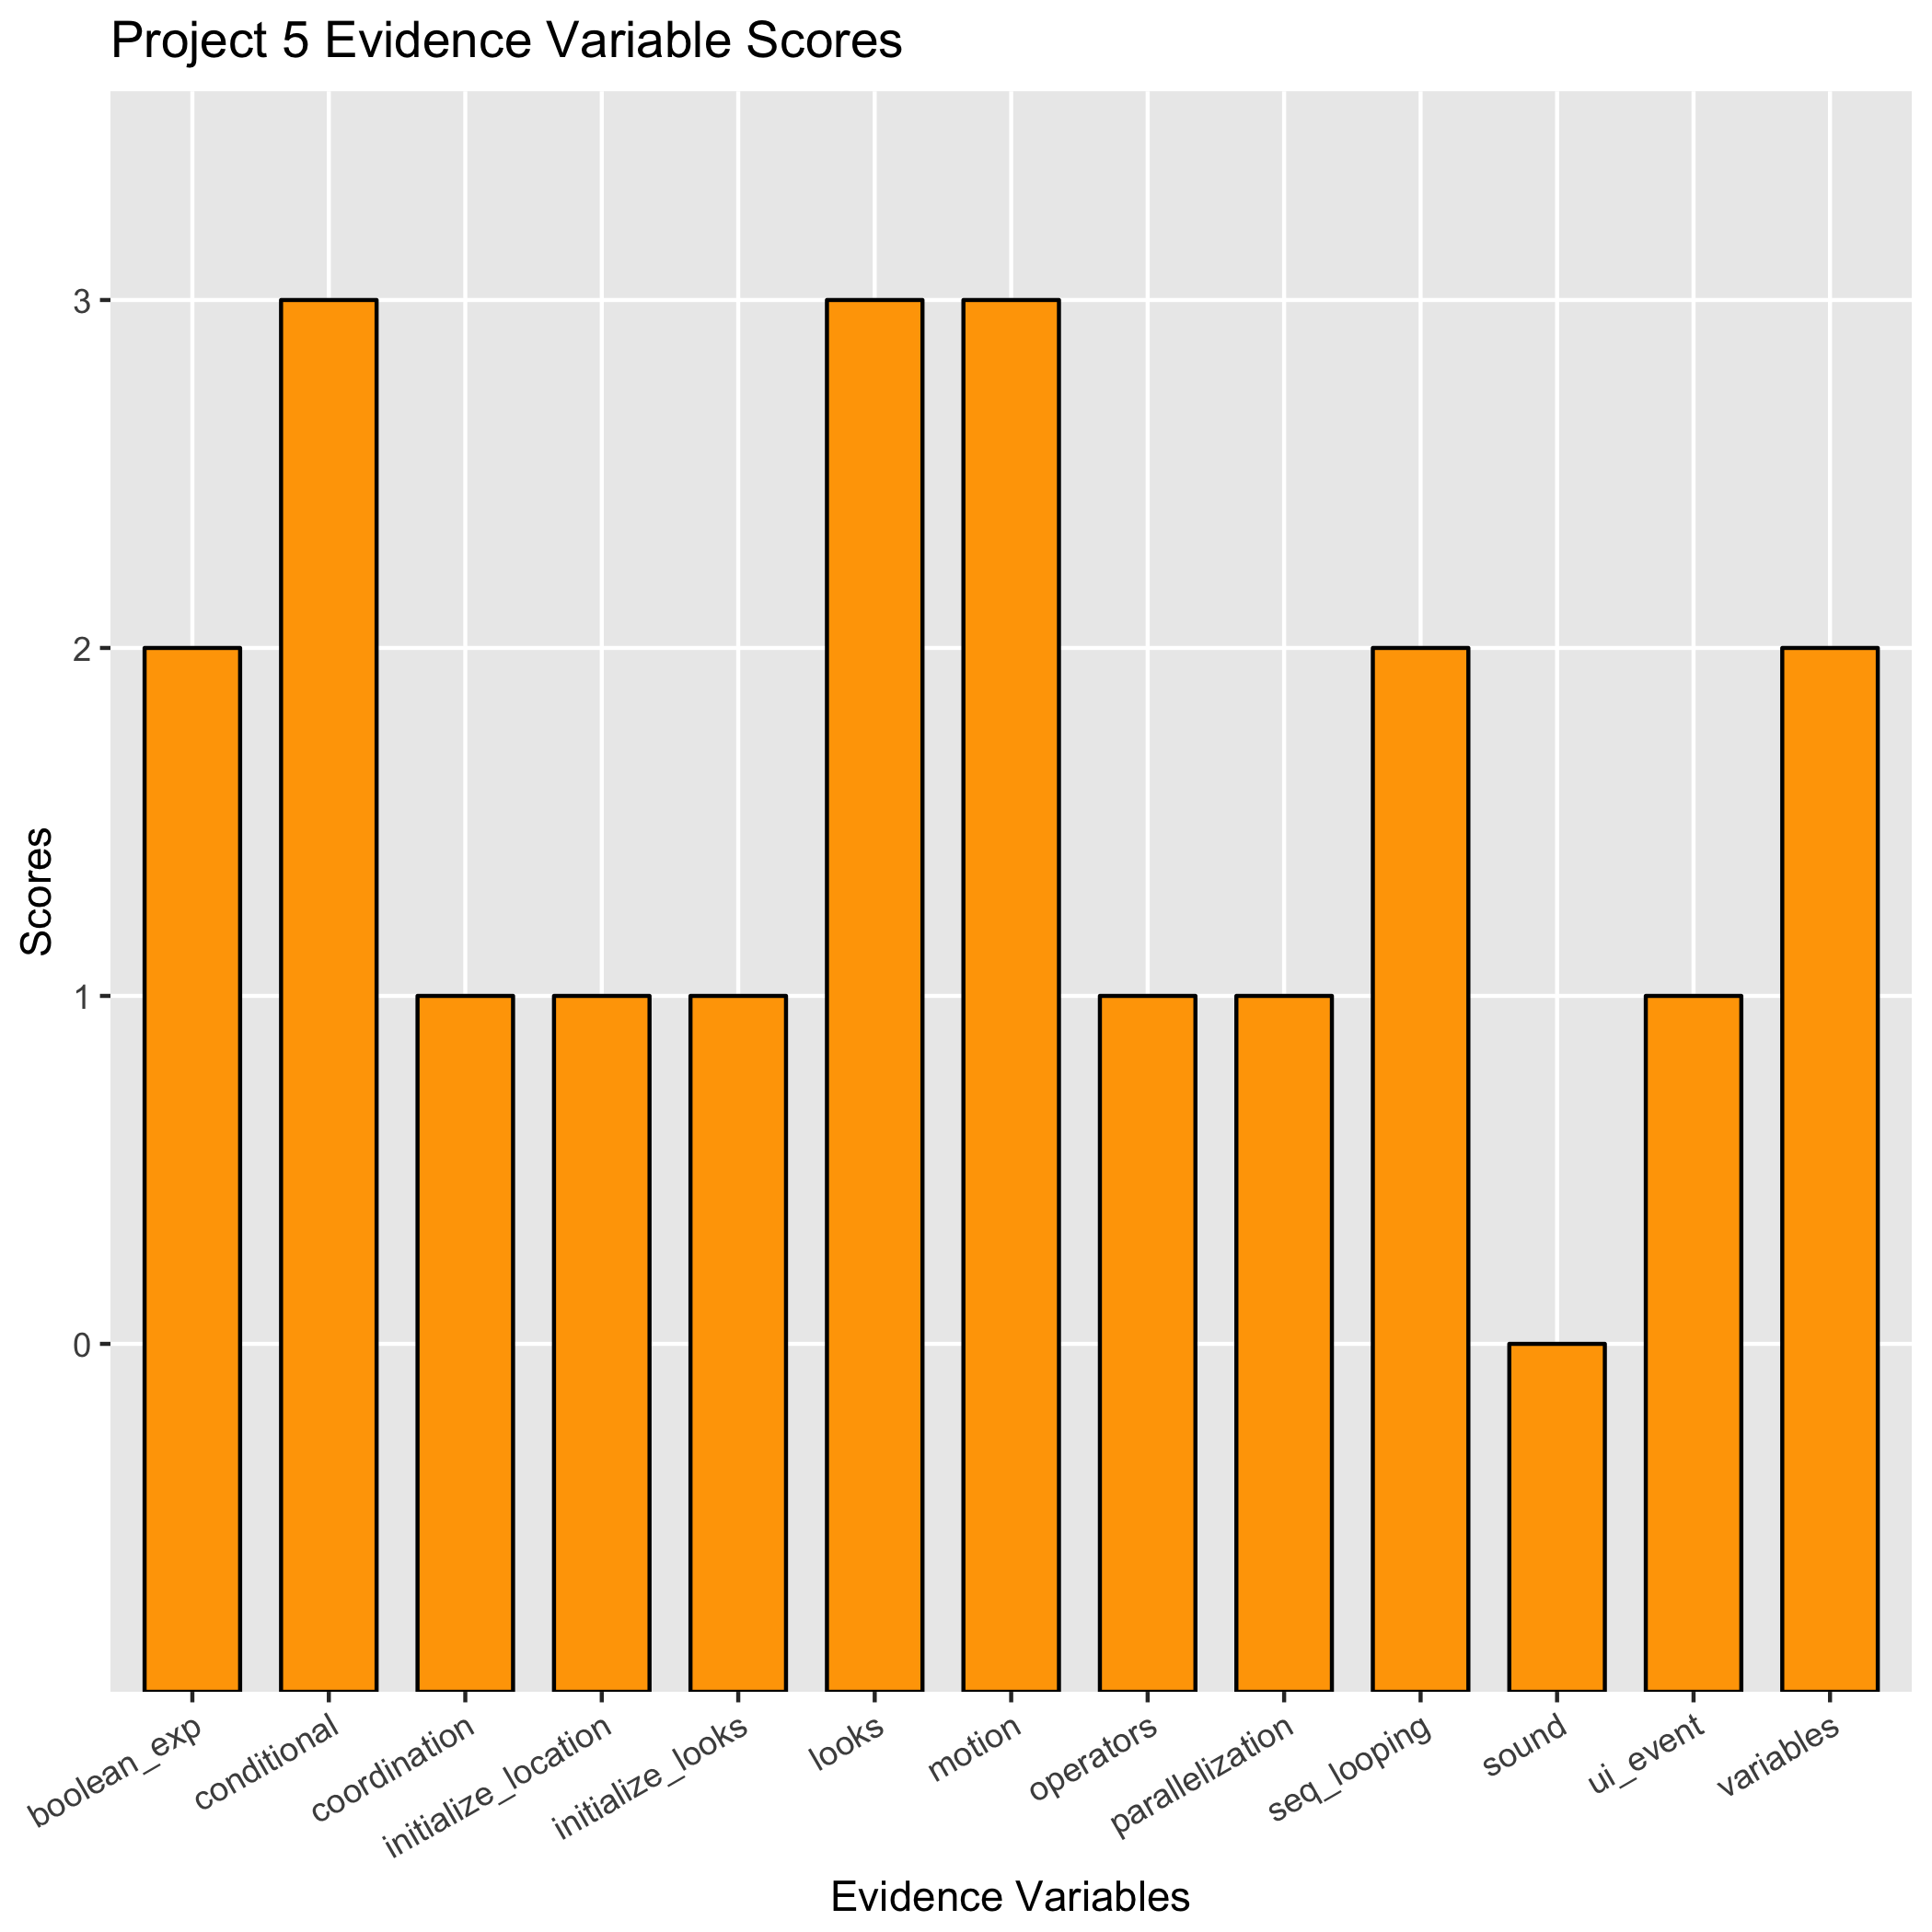 Project 5 Evidence Variable Scores
Scores
3
2
1
0
boolean_exp
conditional
coordination
initialize_location
initialize_looks
looks
motion
operators
parallelization
seq_looping
sound
ui_event
variables
Evidence Variables